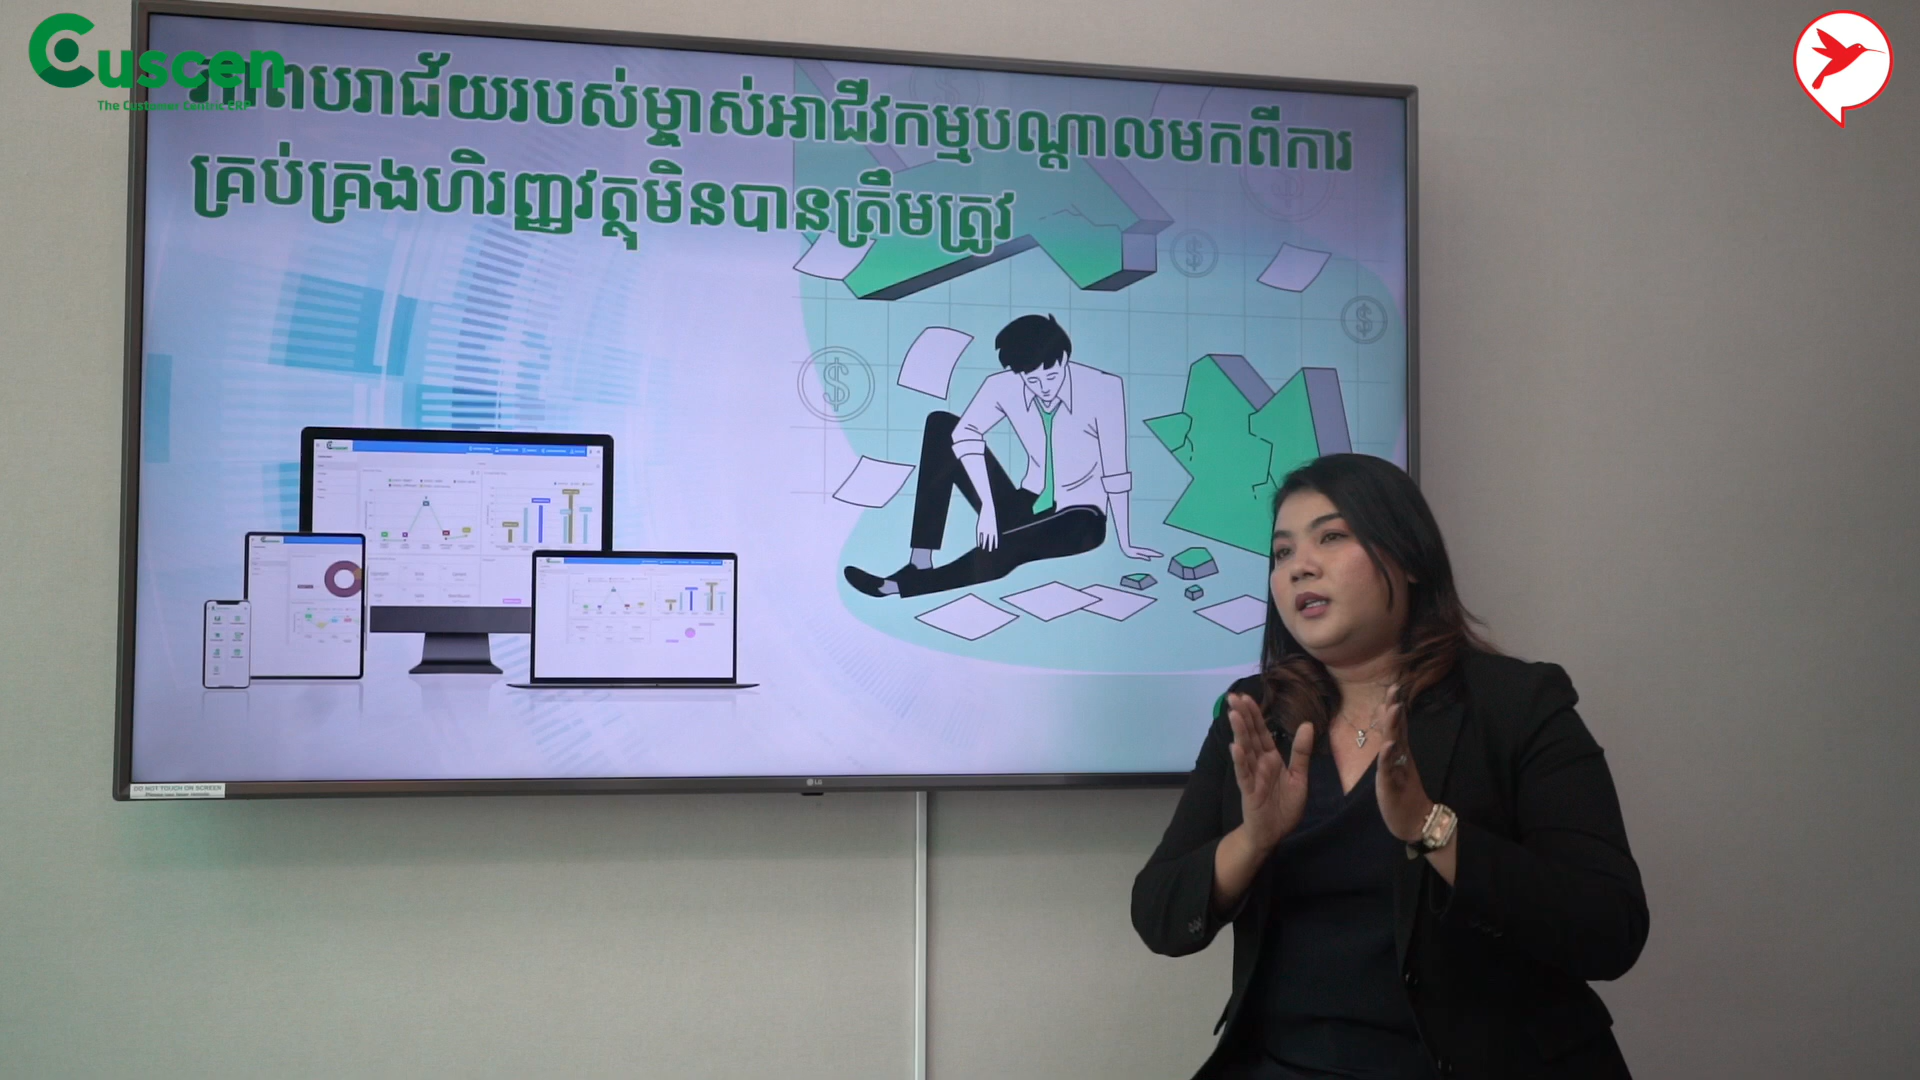 Cuscen
The Customer Centric ERP
ភាពបរាជ័យរបស់ម្ចាស់អាជីវកម្មបណ្ដាលមកពីការ
គ្រប់គ្រងហិរញ្ញវត្ថុមិនបានត្រឹមត្រូវ
DO NOT TOUCH ON SCREEN
LG